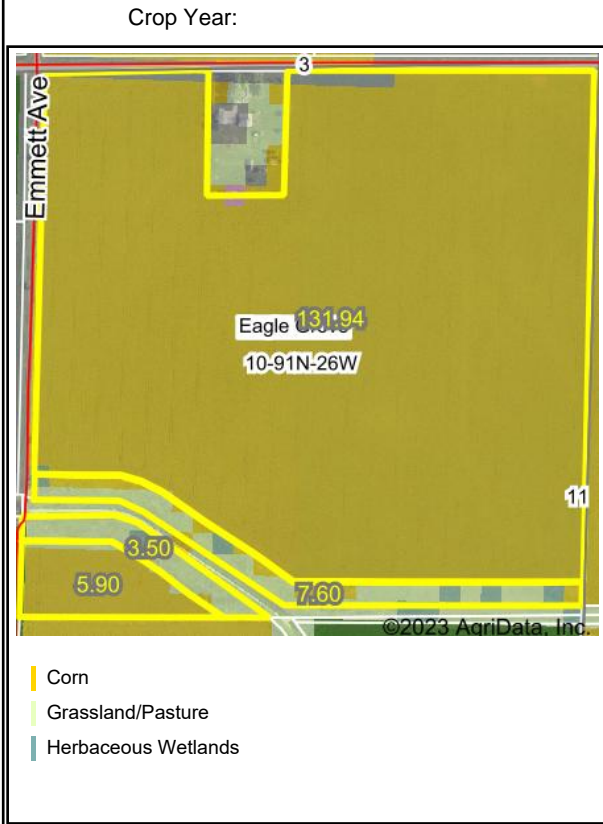 Crop Year:
3
Emmett Ave
131.94
Eagle
10-91N-26W
11
3.50
5.90
7.60
©2023 AgriData, Inc.
Corn
Grassland/Pasture
Herbaceous Wetlands